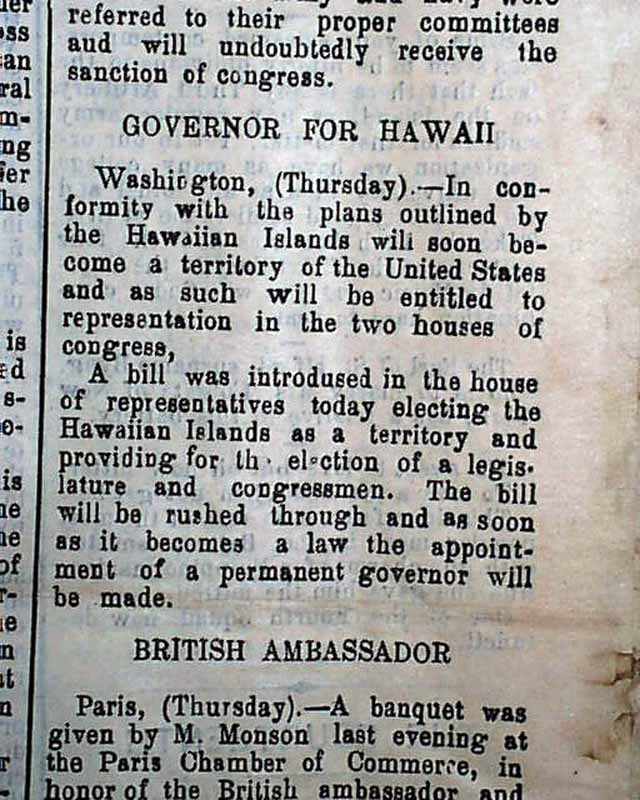 army and navy were
referred to their proper committees
aud will undoubtedly receive the
sanction of congress.
GOVERNOR FOR HAWAII
Washington, (Thursday).—In con-
formity with the plans outlined by
the Hawaiian Islands will soon be-
come a territory of the United States
and as such will be entitled to
representation in the two houses of
congress,
A bill was introdused in the house
of representatives today electing the
Hawaiian Islands as a territory and
providing for th election of a legis-
lature and congressmen. The bill
will be rushed through and as soon
as it becomes a law the appoint-
ment of a permanent governor will
be made.
BRITISH AMBASSADOR
Paris, (Thursday).—A banquet was
given by M. Monson last evening at
the Paris Chamber of Commerce, in
honor of the British ambassador and